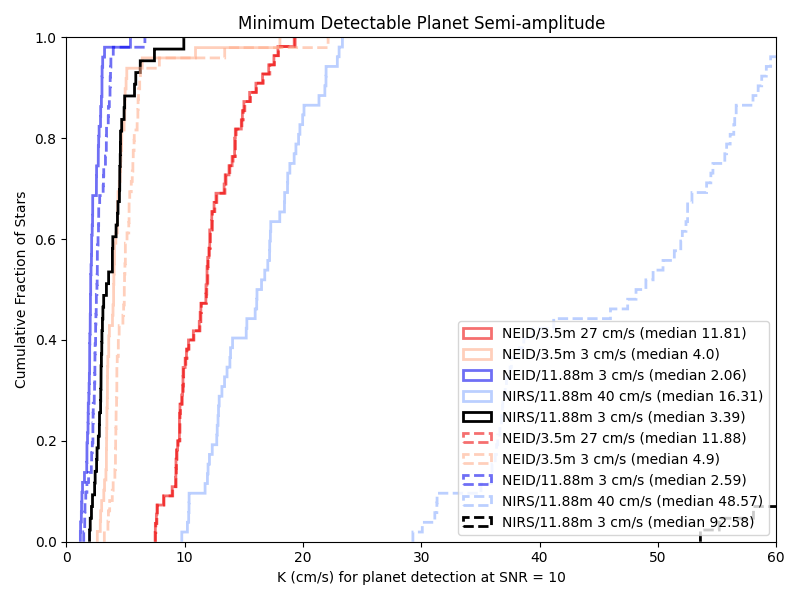 Minimum Detectable Planet Semi-amplitude
Cumulative Fraction of Stars
1.0
0.8
0.6
0.4
0.2
0.0
NEID/3.5m 27 cm/s (median 11.81)
NEID/3.5m 3 cm/s (median 4.0)
NEID/11.88m 3 cm/s (median 2.06)
NIRS/11.88m 40 cm/s (median 16.31)
NIRS/11.88m 3 cm/s (median 3.39)
NEID/3.5m 27 cm/s (median 11.88)
NEID/3.5m 3 cm/s (median 4.9)
NEID/11.88m 3 cm/s (median 2.59)
NIRS/11.88m 40 cm/s (median 48.57)
NIRS/11.88m 3 cm/s (median 92.58)
0 10 20 30 40 50 60
K (cm/s) for planet detection at SNR = 10